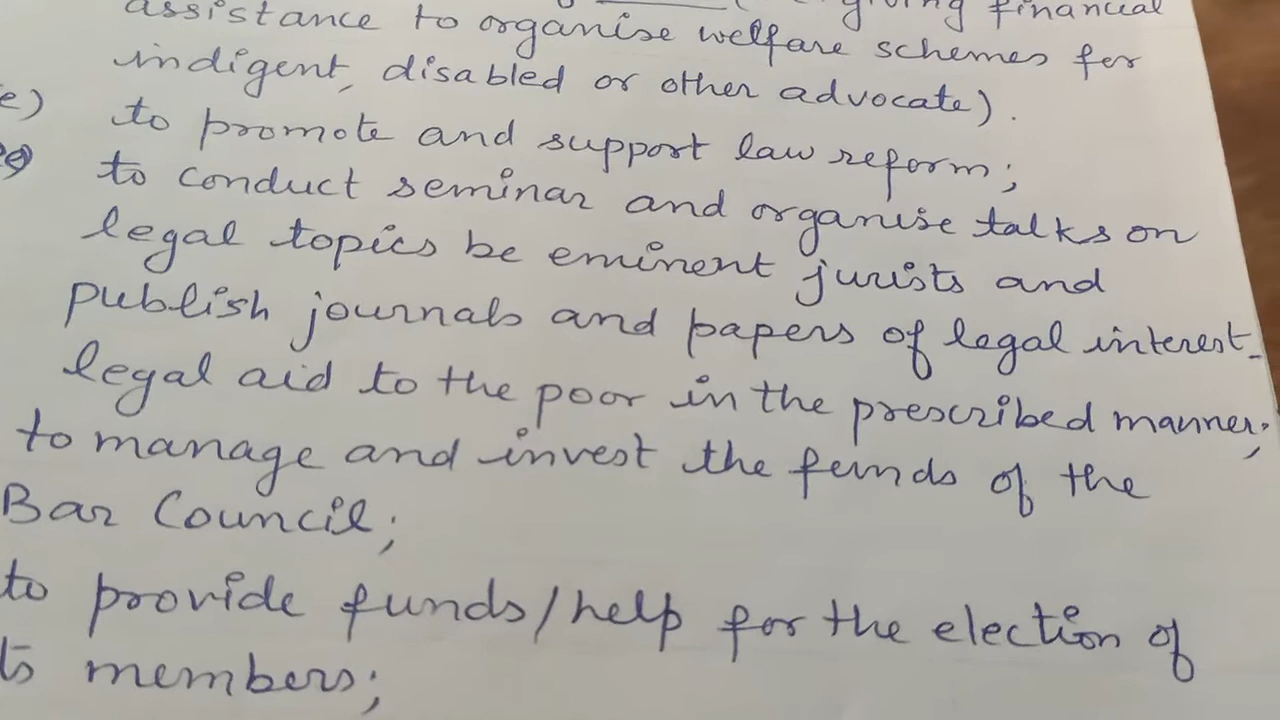 giving financial
assistance to organise welfare schemes for
indigent, disabled or other advocate).
e) to promote and support law reform;
to conduct seminar and organise talks on
legal topics be eminent jurists and
publish journals and papers of legal interest.
legal aid to the poor in the prescribed manner;
to manage and invest the funds of the
Bar Council;
to provide funds/help for the election of
ts members;